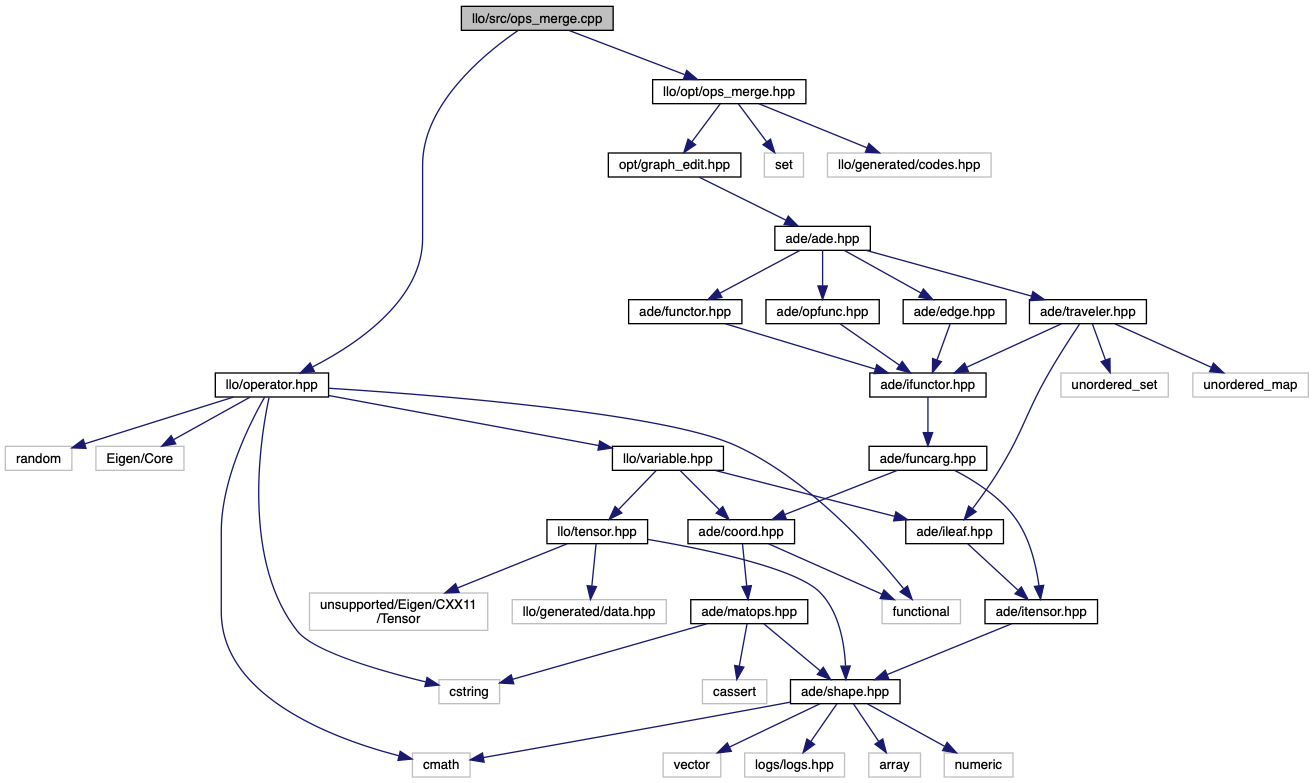 llo/src/ops_merge.cpp
llo/opt/ops_merge.hpp
opt/graph_edit.hpp
set
llo/generated/codes.hpp
ade/ade.hpp
ade/functor.hpp
ade/opfunc.hpp
ade/edge.hpp
ade/traveler.hpp
llo/operator.hpp
ade/ifunctor.hpp
unordered_set
unordered_map
random
Eigen/Core
llo/variable.hpp
ade/funcarg.hpp
llo/tensor.hpp
ade/coord.hpp
ade/ileaf.hpp
unsupported/Eigen/CXX11
/Tensor
llo/generated/data.hpp
ade/matops.hpp
functional
ade/itensor.hpp
cstring
cassert
ade/shape.hpp
cmath
vector
logs/logs.hpp
array
numeric